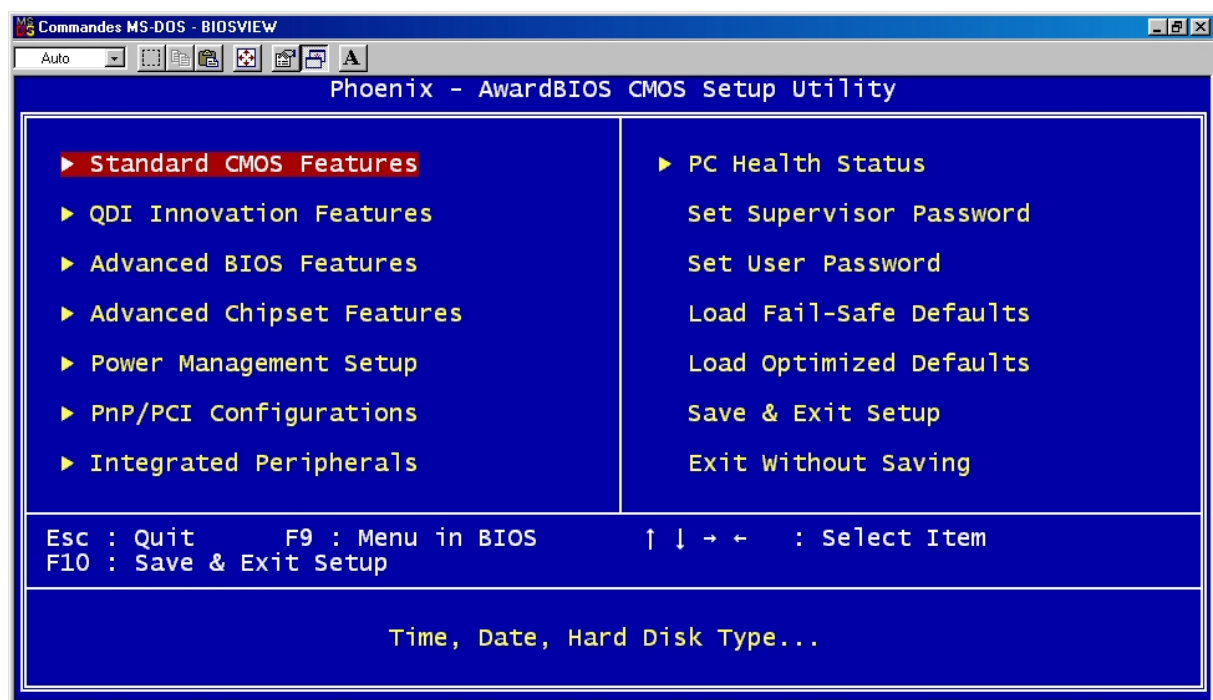 Commandes MS-DOS - BIOSVIEW
Auto
A
Phoenix - AwardBIOS CMOS Setup Utility
▶ Standard CMOS Features
▶ QDI Innovation Features
▶ Advanced BIOS Features
▶ Advanced Chipset Features
▶ Power Management Setup
▶ PnP/PCI Configurations
▶ Integrated Peripherals
▶ PC Health Status
Set Supervisor Password
Set User Password
Load Fail-Safe Defaults
Load Optimized Defaults
Save & Exit Setup
Exit Without Saving
Esc : Quit F9 : Menu in BIOS ↑ ↓ → ← : Select Item
F10 : Save & Exit Setup
Time, Date, Hard Disk Type...